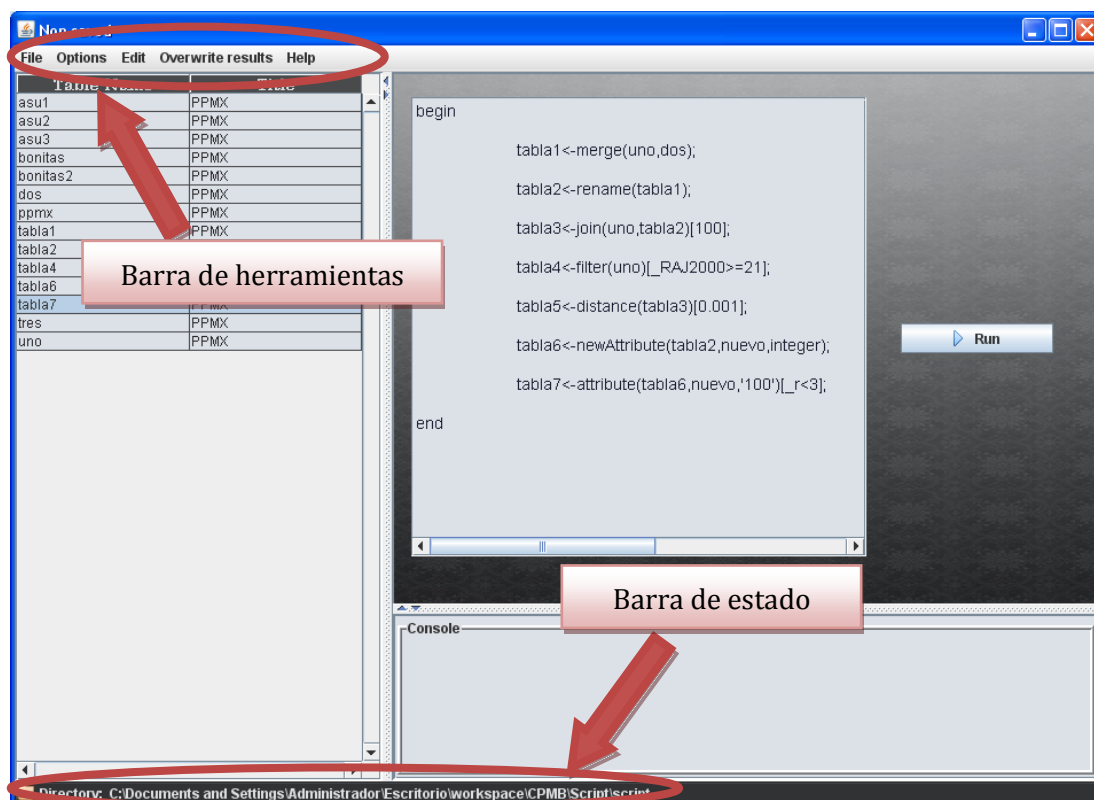 File Options Edit Overwrite results Help
Table Name Title
asu1 PPMX
asu2 PPMX
asu3 PPMX
bonitas PPMX
bonitas2 PPMX
dos PPMX
ppmx PPMX
tabla1 PPMX
tabla2
tabla4
tabla6
tabla7 PPMX
tres PPMX
uno PPMX
Barra de herramientas
begin
tabla1<-merge(uno,dos);
tabla2<-rename(tabla1);
tabla3<-join(uno,tabla2)[100];
tabla4<-filter(uno)[_RAJ2000>=21];
tabla5<-distance(tabla3)[0.001];
tabla6<-newAttribute(tabla2,nuevo,integer);
tabla7<-attribute(tabla6,nuevo,'100')[_r<3];
end
Run
Barra de estado
Console
Directory: C:\Documents and Settings\Administrador\Escritorio\workspace\CPMB\Script\script